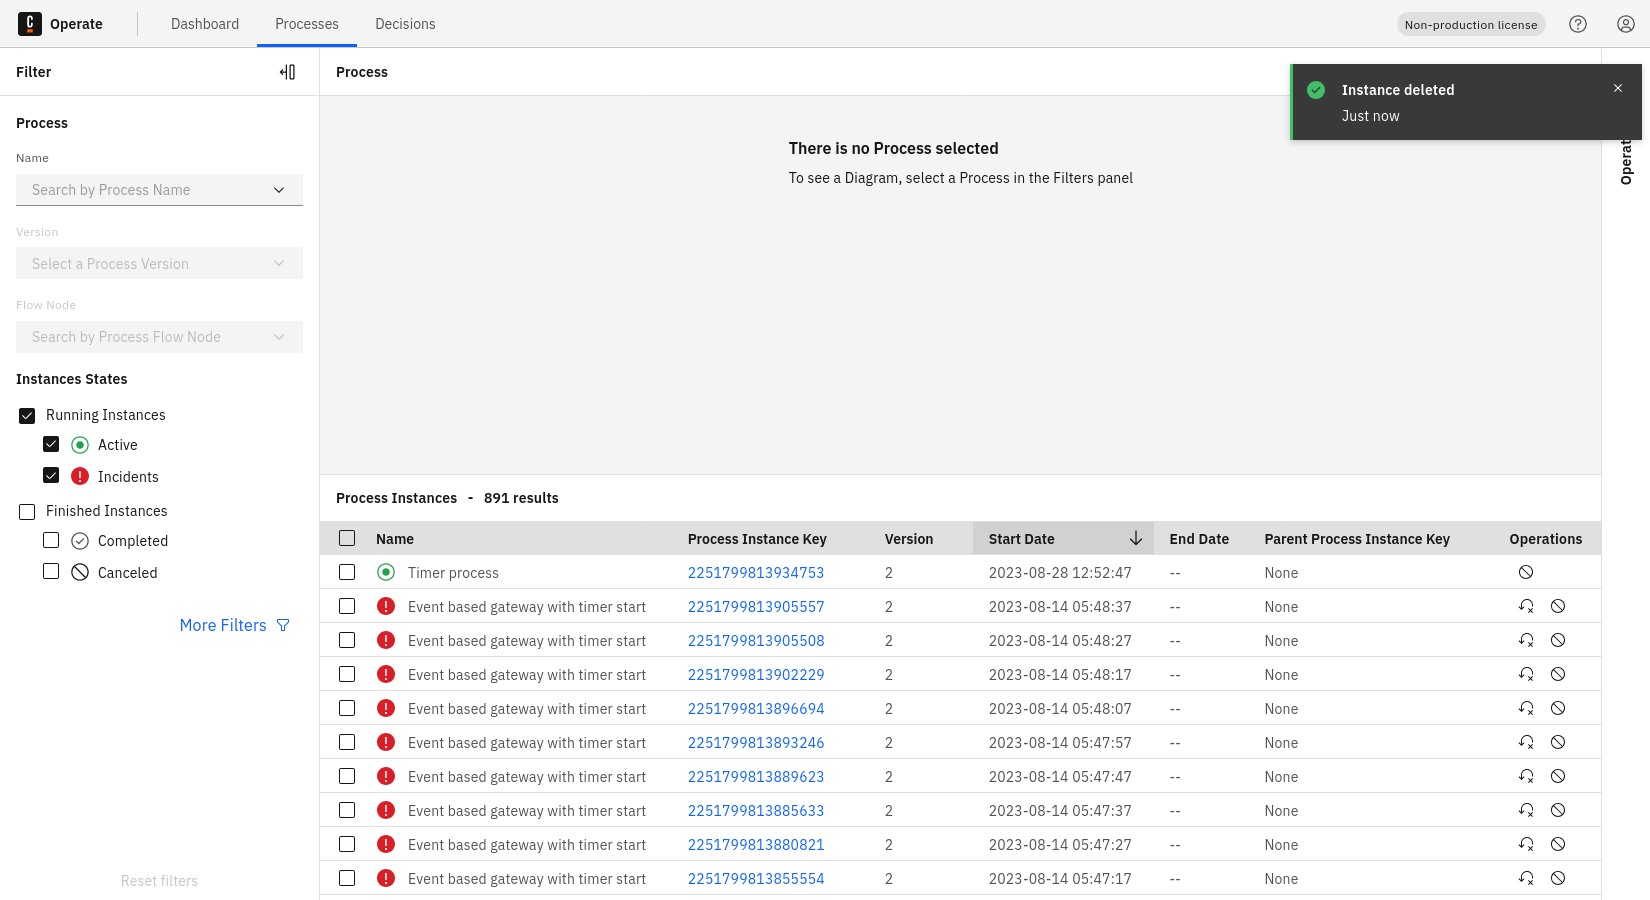 C Operate Dashboard Processes Decisions Non-production license
Filter
Process
Instance deleted
Just now
Operat
Process
Name
Search by Process Name
Version
Select a Process Version
Flow Node
Search by Process Flow Node
Instances States
Running Instances
Active
Incidents
Finished Instances
Completed
Canceled
More Filters
Reset filters
There is no Process selected
To see a Diagram, select a Process in the Filters panel
Process Instances - 891 results
Name Process Instance Key Version Start Date End Date Parent Process Instance Key Operations
Timer process 2251799813934753 2 2023-08-28 12:52:47 -- None
Event based gateway with timer start 2251799813905557 2 2023-08-14 05:48:37 -- None
Event based gateway with timer start 2251799813905508 2 2023-08-14 05:48:27 -- None
Event based gateway with timer start 2251799813902229 2 2023-08-14 05:48:17 -- None
Event based gateway with timer start 2251799813896694 2 2023-08-14 05:48:07 -- None
Event based gateway with timer start 2251799813893246 2 2023-08-14 05:47:57 -- None
Event based gateway with timer start 2251799813889623 2 2023-08-14 05:47:47 -- None
Event based gateway with timer start 2251799813885633 2 2023-08-14 05:47:37 -- None
Event based gateway with timer start 2251799813880821 2 2023-08-14 05:47:27 -- None
Event based gateway with timer start 2251799813855554 2 2023-08-14 05:47:17 -- None